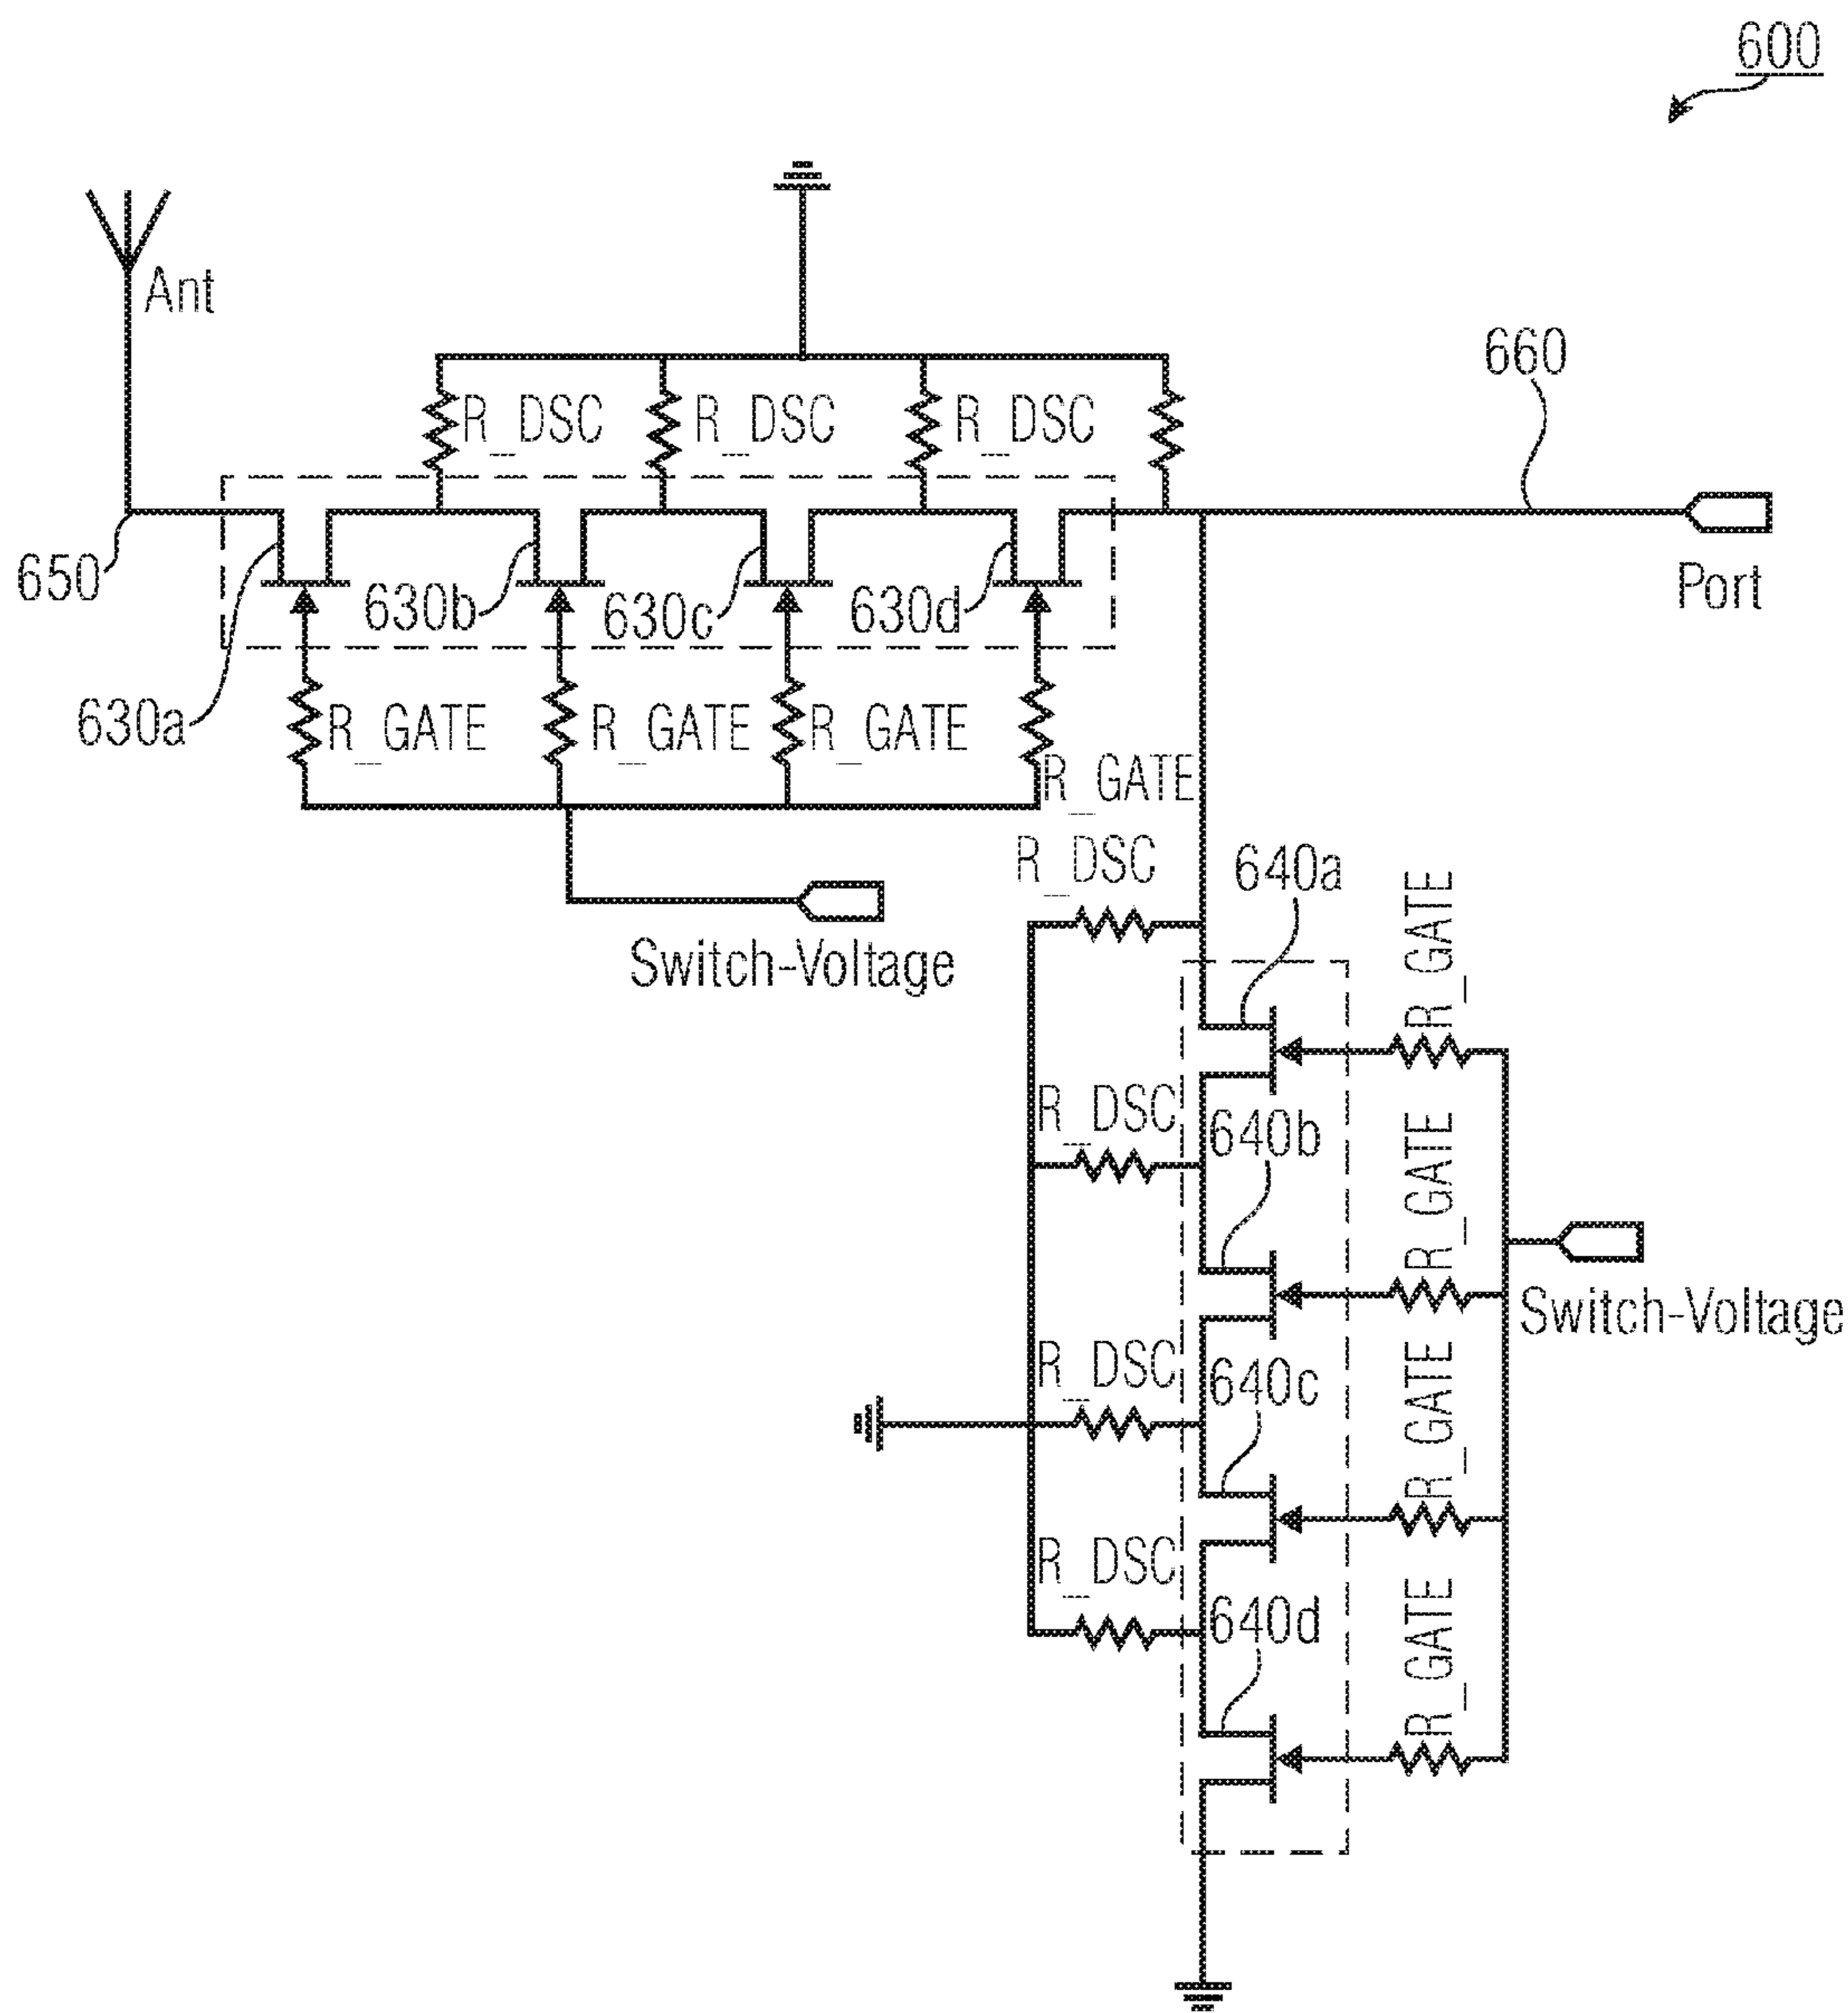 600
Ant
660
R_DSC R_DSC R_DSC
650
630b 630c 630d
Port
630a
R_GATE R_GATE R_GATE
R_GATE
R_DSC
640a
Switch-Voltage
R_GATE
R_DSC
640b
R_GATE
Switch-Voltage
R_DSC
640c
R_GATE
R_DSC
640d
R_GATE